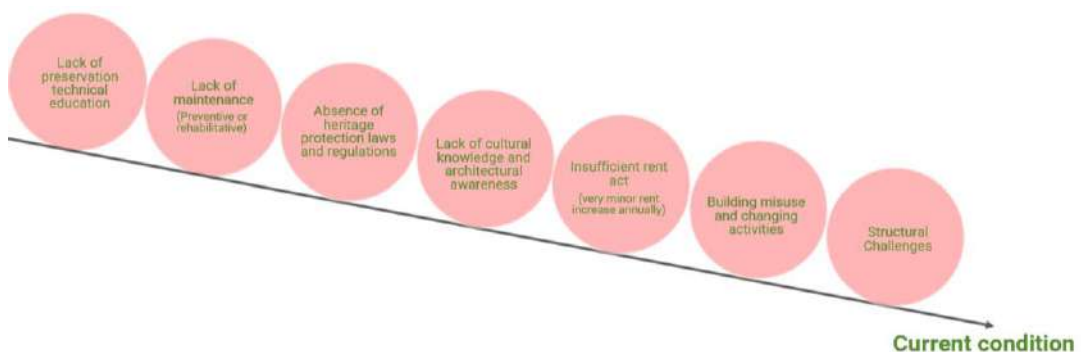 Lack of
preservation
technical
education
Lack of
maintenance
(Preventive or
rehabilitative)
Absence of
heritage
protection laws
and regulations
Lack of cultural
knowledge and
architectural
awareness
Insufficient rent
act
(very minor rent
increase annually)
Building misuse
and changing
activities
Structural
Challenges
Current condition